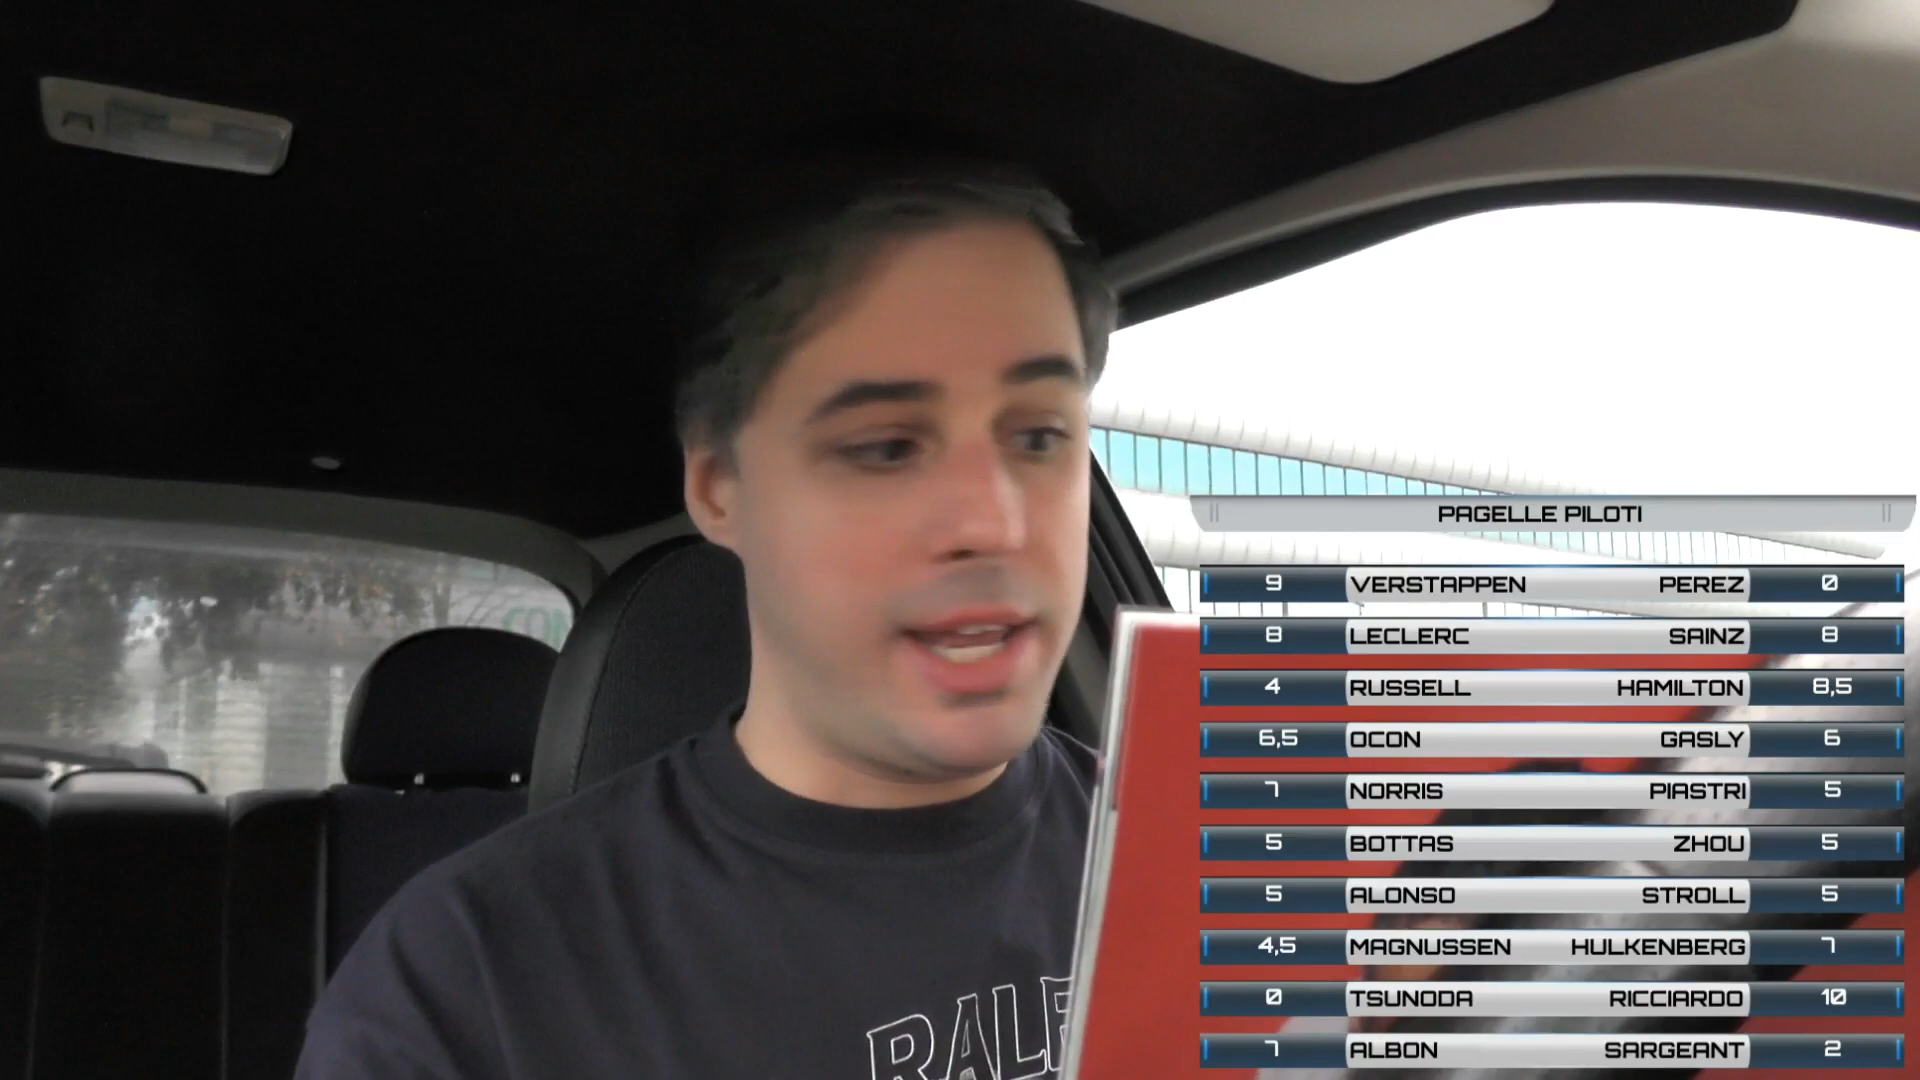 PAGELLE PILOTI
9 VERSTAPPEN PEREZ 0
8 LECLERC SAINZ 8
4 RUSSELL HAMILTON 8,5
6,5 OCON GASLY 6
7 NORRIS PIASTRI 5
5 BOTTAS ZHOU 5
5 ALONSO STROLL 5
4,5 MAGNUSSEN HULKENBERG 7
0 TSUNODA RICCIARDO 10
7 ALBON SARGEANT 2